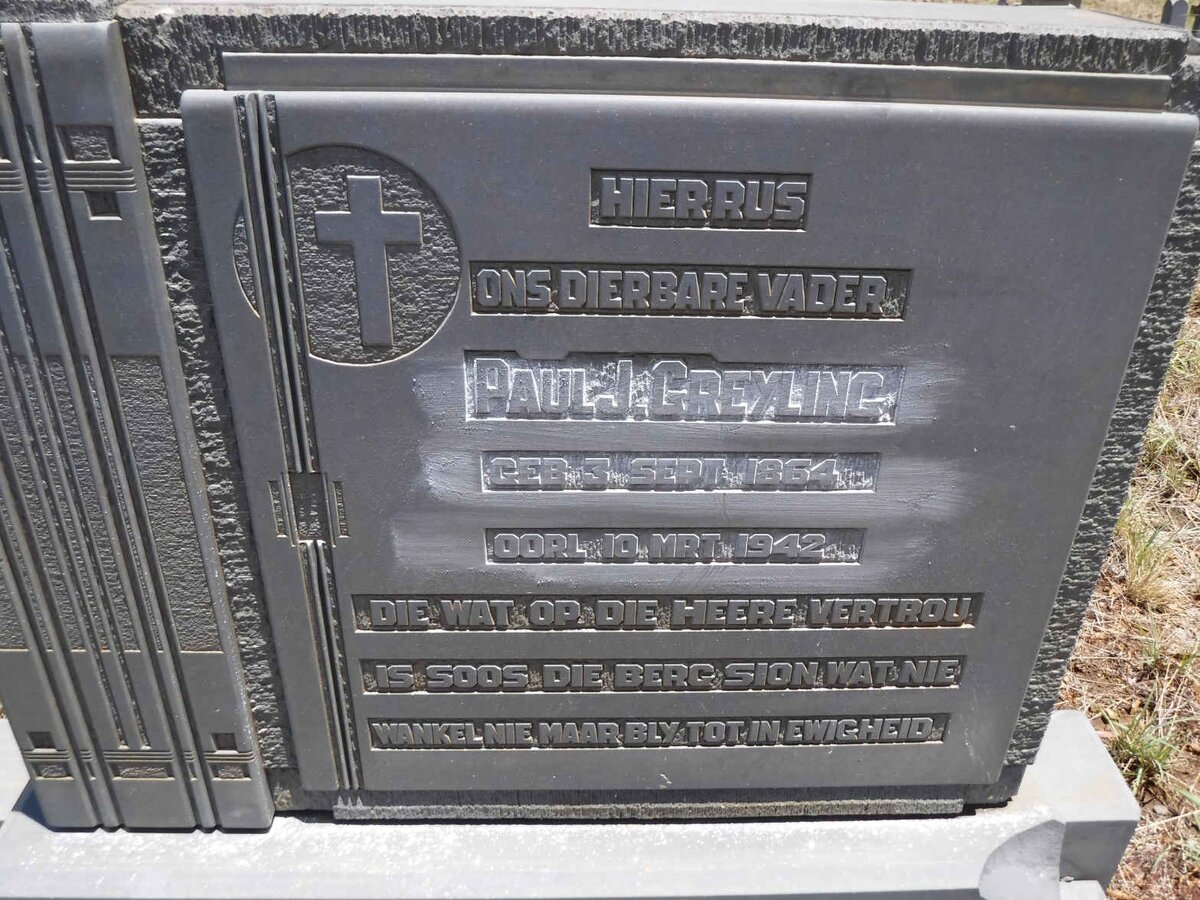 HIER RUS
ONS DIERBARE VADER
PAUL J. GREYLING
GEB 3 SEPT. 1864
OORL 10 MRT. 1942
DIE WAT OP DIE HEERE VERTROU
IS SOOS DIE BERG SION WAT NIE
WANKEL NIE MAAR BLY TOT IN EWIGHEID